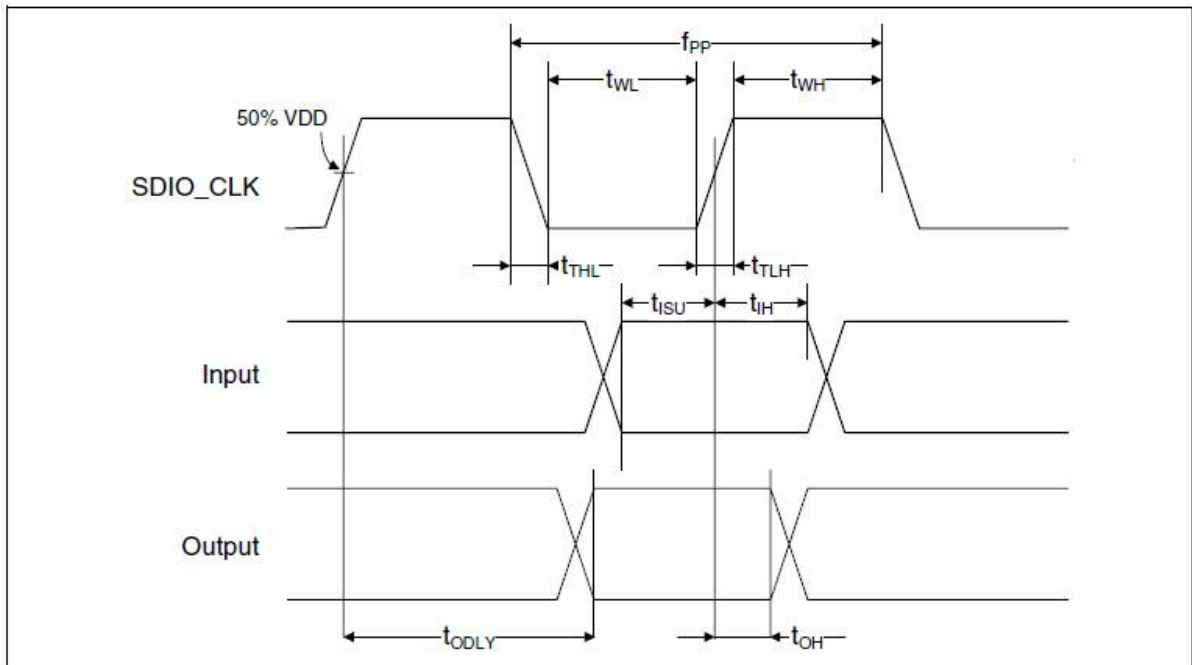 fPP
tWL
tWH
50% VDD
SDIO_CLK
tTHL
tTLH
tISU
tIH
Input
Output
tODLY
tOH